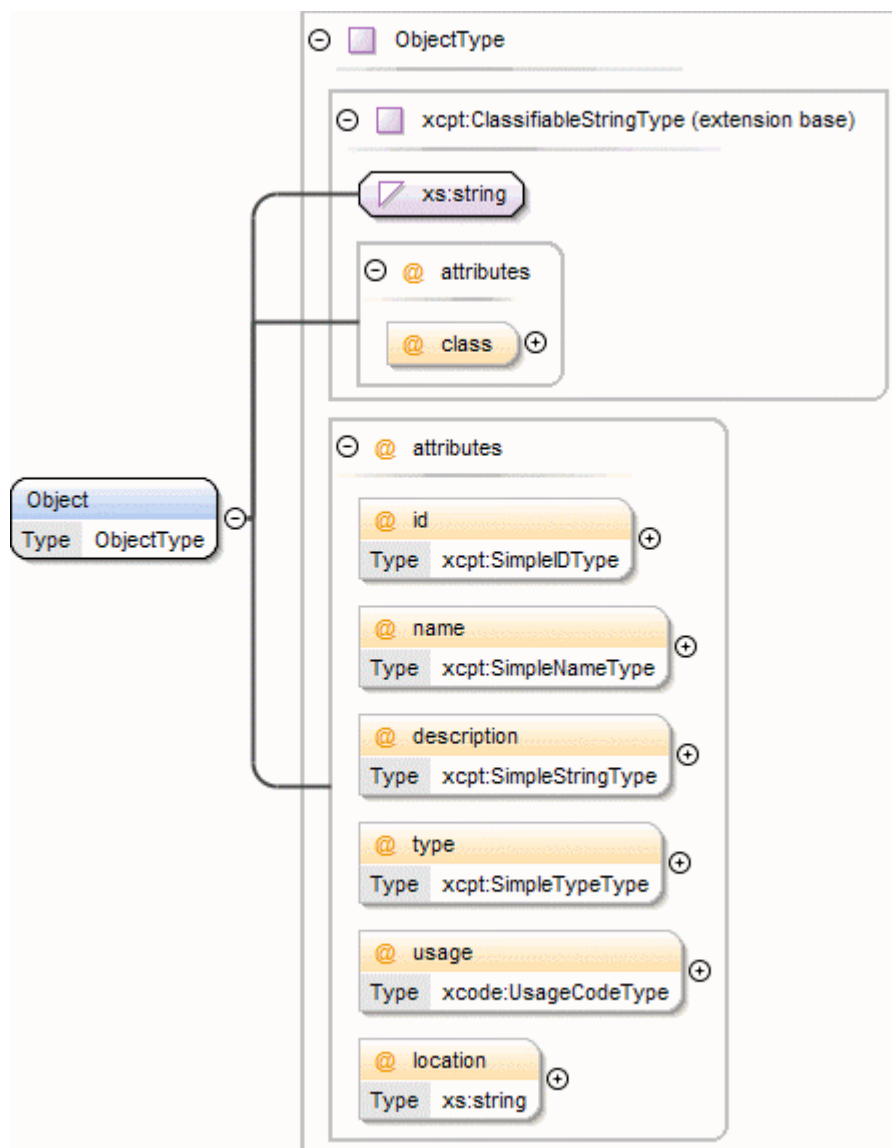 ObjectType
xcpt:ClassifiableStringType (extension base)
xs:string
@ attributes
@ class
@ attributes
Object
Type ObjectType
@ id
Type xcpt:SimpleIDType
@ name
Type xcpt:SimpleNameType
@ description
Type xcpt:SimpleStringType
@ type
Type xcpt:SimpleTypeType
@ usage
Type xcode:UsageCodeType
@ location
Type xs:string